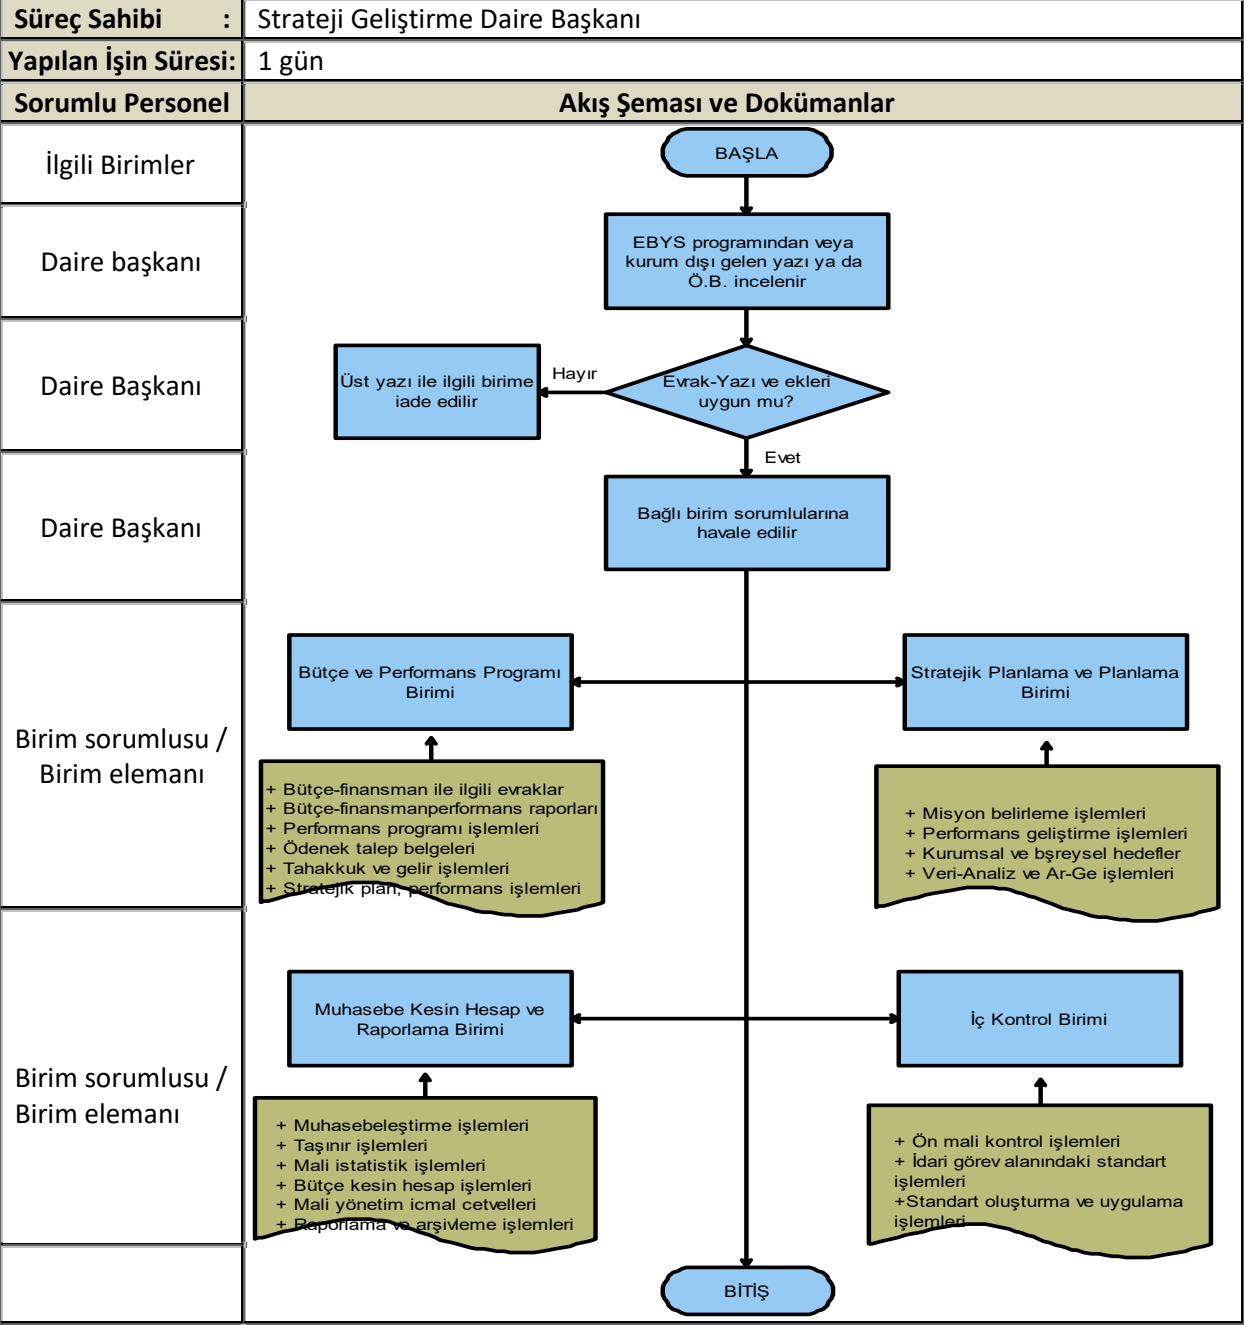 Süreç Sahibi :
Strateji Geliştirme Daire Başkanı
Yapılan İşin Süresi:
1 gün
Sorumlu Personel
Akış Şeması ve Dokümanlar
İlgili Birimler
BAŞLA
Daire başkanı
EBYS programından veya
kurum dışı gelen yazı ya da
Ö.B. incelenir
Daire Başkanı
Üst yazı ile ilgili birime
iade edilir
Hayır
Evrak-Yazı ve ekleri
uygun mu?
Evet
Daire Başkanı
Bağlı birim sorumlularına
havale edilir
Birim sorumlusu /
Birim elemanı
Bütçe ve Performans Programı
Birimi
Stratejik Planlama ve Planlama
Birimi
+ Bütçe-finansman ile ilgili evraklar
+ Bütçe-finansmanperformans raporları
+ Performans programı işlemleri
+ Ödenek talep belgeleri
+ Tahakkuk ve gelir işlemleri
+ Stratejik plan, performans işlemleri
+ Misyon belirleme işlemleri
+ Performans geliştirme işlemleri
+ Kurumsal ve bşreysel hedefler
+ Veri-Analiz ve Ar-Ge işlemleri
Birim sorumlusu /
Birim elemanı
Muhasebe Kesin Hesap ve
Raporlama Birimi
İç Kontrol Birimi
+ Muhasebeleştirme işlemleri
+ Taşınır işlemleri
+ Mali istatistik işlemleri
+ Bütçe kesin hesap işlemleri
+ Mali yönetim icmal cetvelleri
+ Raporlama ve arşivleme işlemleri
+ Ön mali kontrol işlemleri
+ İdari görev alanındaki standart
işlemleri
+Standart oluşturma ve uygulama
işlemleri
BİTİŞ